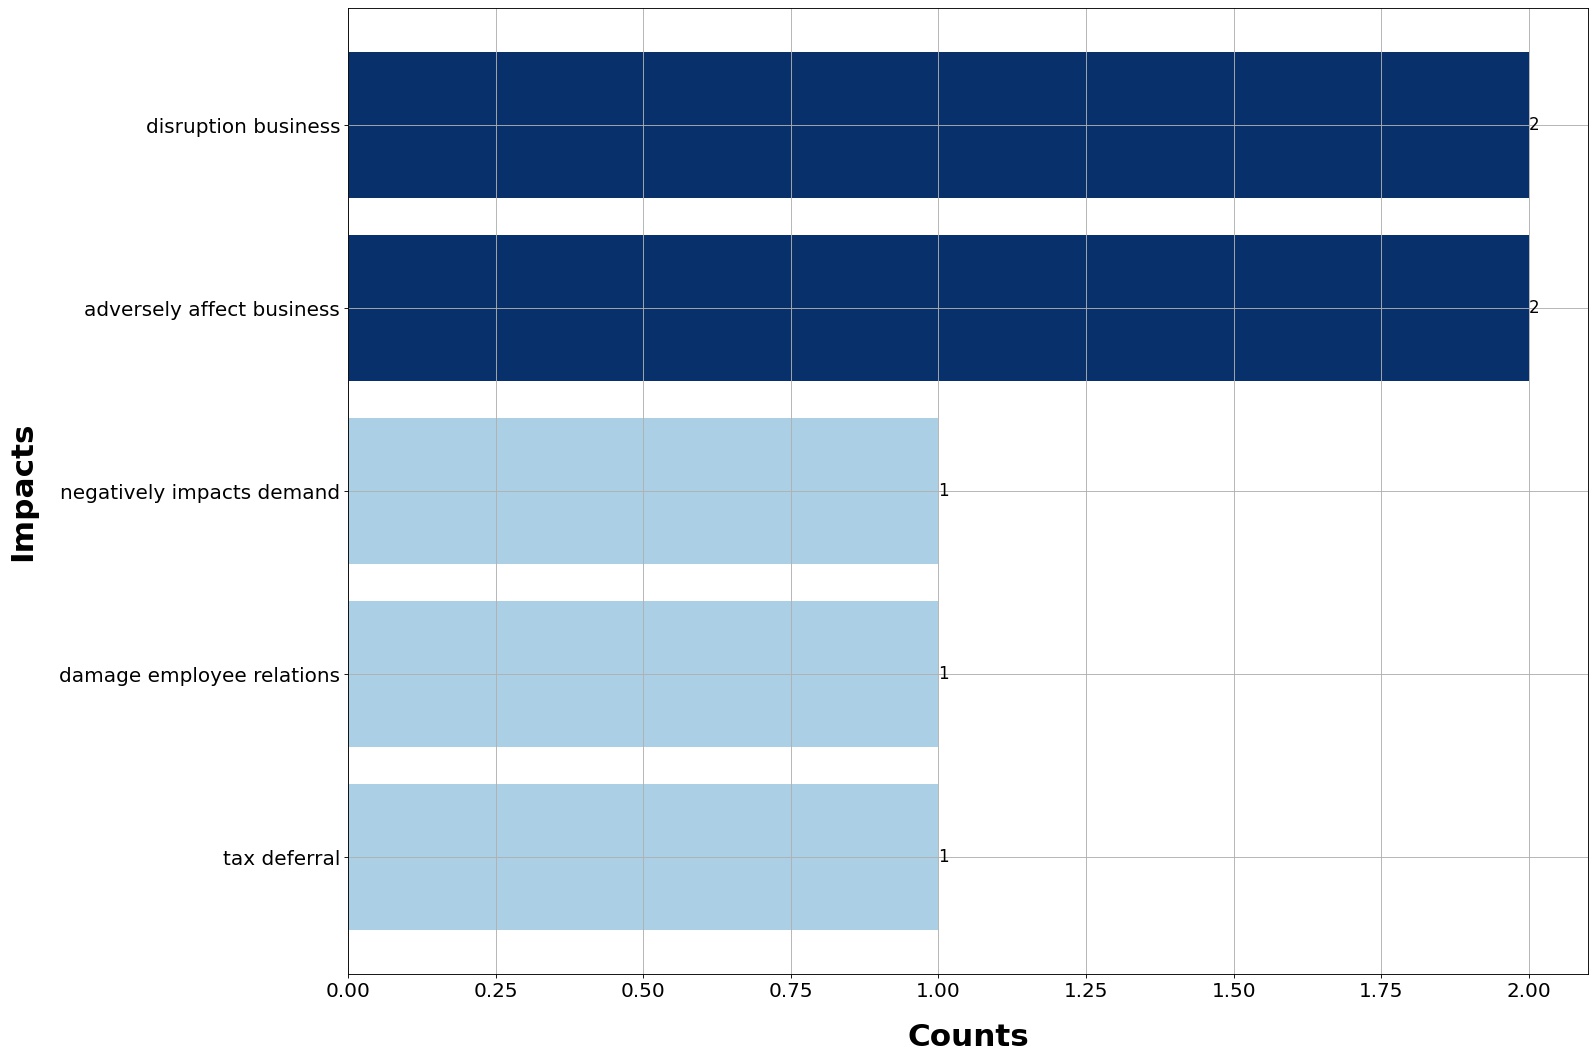 disruption business
2
adversely affect business
2
negatively impacts demand
1
damage employee relations
1
tax deferral
1
Impacts
0.00 0.25 0.50 0.75 1.00 1.25 1.50 1.75 2.00
Counts